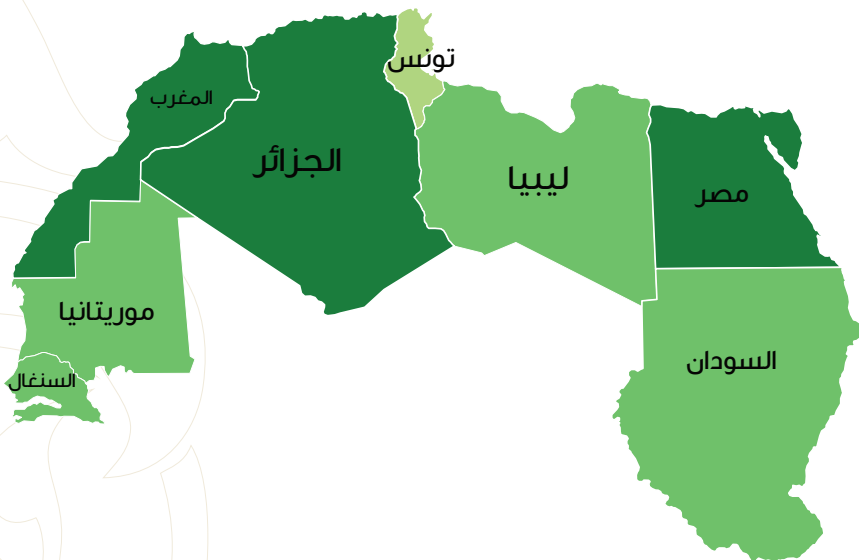 تونس
المغرب
الجزائر
ليبيا
مصر
موريتانيا
السنغال
السودان